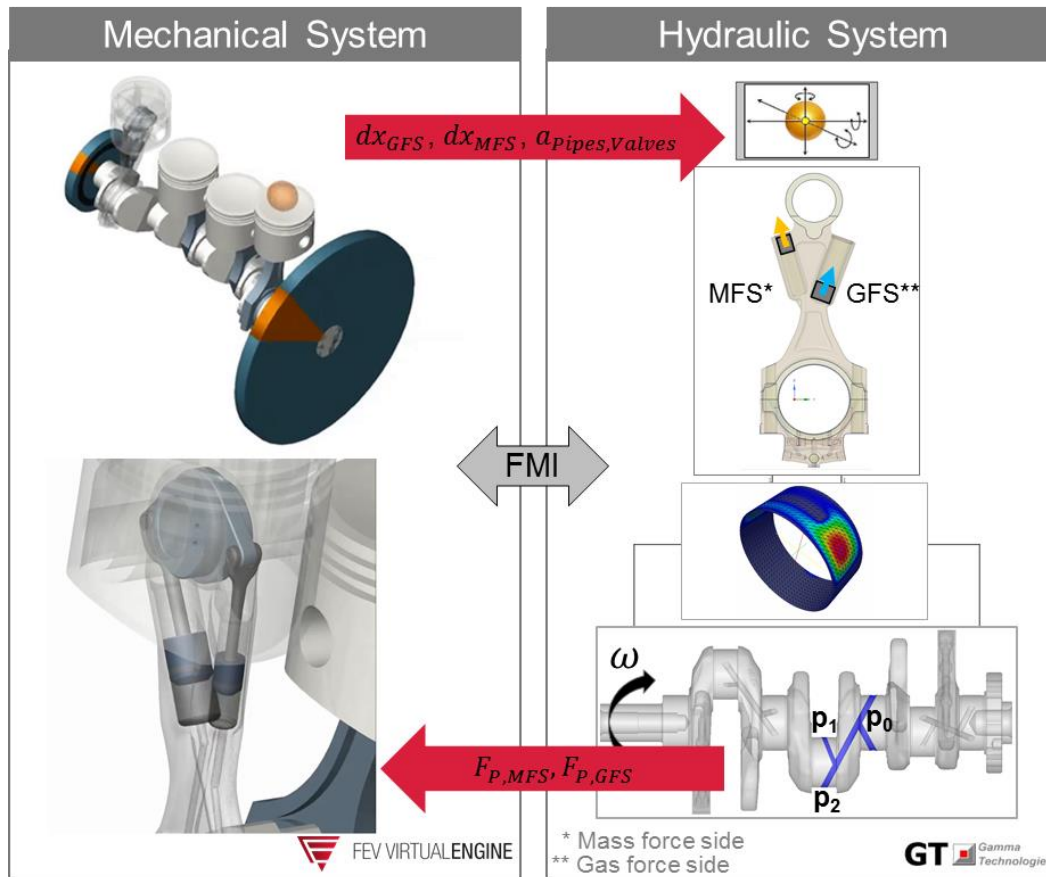 Mechanical System
Hydraulic System
dx_GFS, dx_MFS, a_Pipes,Valves
MFS*
GFS**
FMI
ω
p₁
p₀
p₂
F_P,MFS, F_P,GFS
* Mass force side
** Gas force side
FEV VIRTUALENGINE
GT
Gamma
Technologie